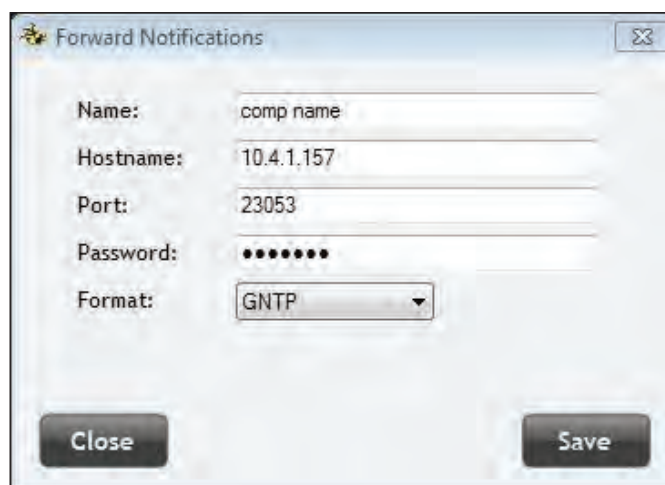 Forward Notifications
Name: comp name
Hostname: 10.4.1.157
Port: 23053
Password: •••••••
Format: GNTP
Close Save